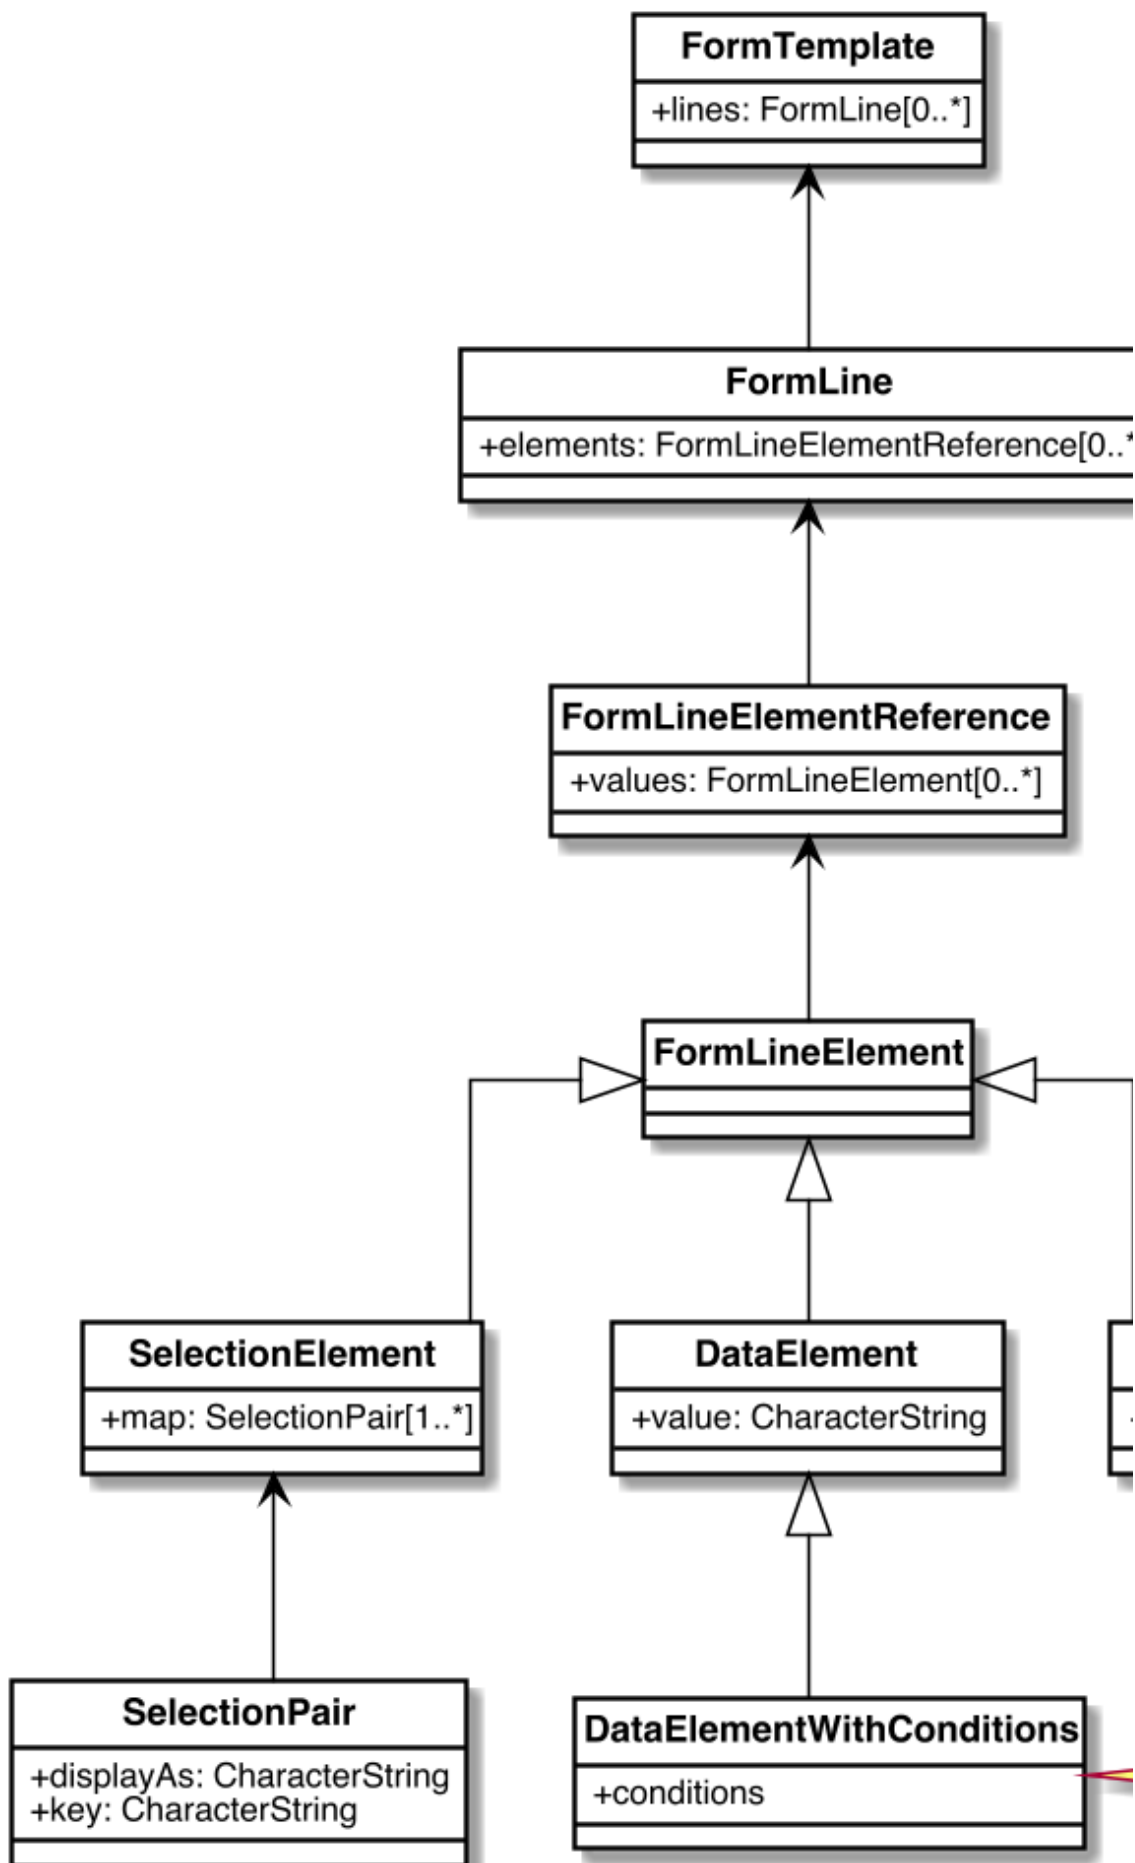 FormTemplate
+lines: FormLine[0..*]
FormLine
+elements: FormLineElementReference[0..*
FormLineElementReference
+values: FormLineElement[0..*]
FormLineElement
SelectionElement
+map: SelectionPair[1..*]
DataElement
+value: CharacterString
SelectionPair
+displayAs: CharacterString
+key: CharacterString
DataElementWithConditions
+conditions